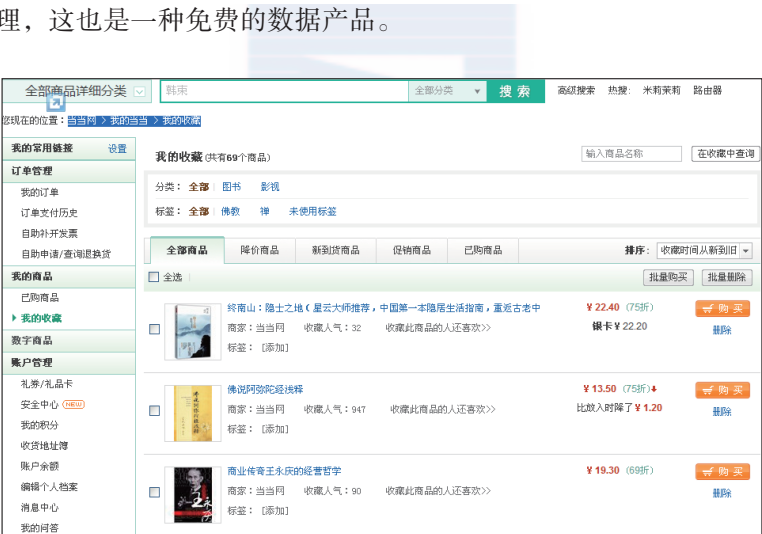 理，这也是一种免费的数据产品。
全部商品详细分类 韩束 全部分类 搜索 高级搜索 热搜: 米莉茉莉 路由器
您现在的位置：当当网 > 我的当当 > 我的收藏
我的常用链接 设置
订单管理
我的订单
订单支付历史
自助补开发票
自助申请/查询退换货
我的商品
已购商品
我的收藏
数字商品
账户管理
礼券/礼品卡
安全中心 NEW
我的积分
收货地址簿
账户余额
编辑个人档案
消息中心
我的问答
我的收藏(共有69个商品) 输入商品名称 在收藏中查询
分类： 全部 图书 影视
标签： 全部 佛教 禅 未使用标签
全部商品 降价商品 新到货商品 促销商品 已购商品 排序： 收藏时间从新到旧
全选 批量购买 批量删除
终南山：隐士之地（星云大师推荐，中国第一本隐居生活指南，重返古老中 ¥ 22.40 (75折) 购买
商家：当当网 收藏人气：32 收藏此商品的人还喜欢>> 银卡¥ 22.20 删除
标签： [添加]
佛说阿弥陀经浅释 ¥ 13.50 (75折) 购买
商家：当当网 收藏人气：947 收藏此商品的人还喜欢>> 比放入时降了¥ 1.20 删除
标签： [添加]
商业传奇王永庆的经营哲学 ¥ 19.30 (69折) 购买
商家：当当网 收藏人气：90 收藏此商品的人还喜欢>> 删除
标签： [添加]